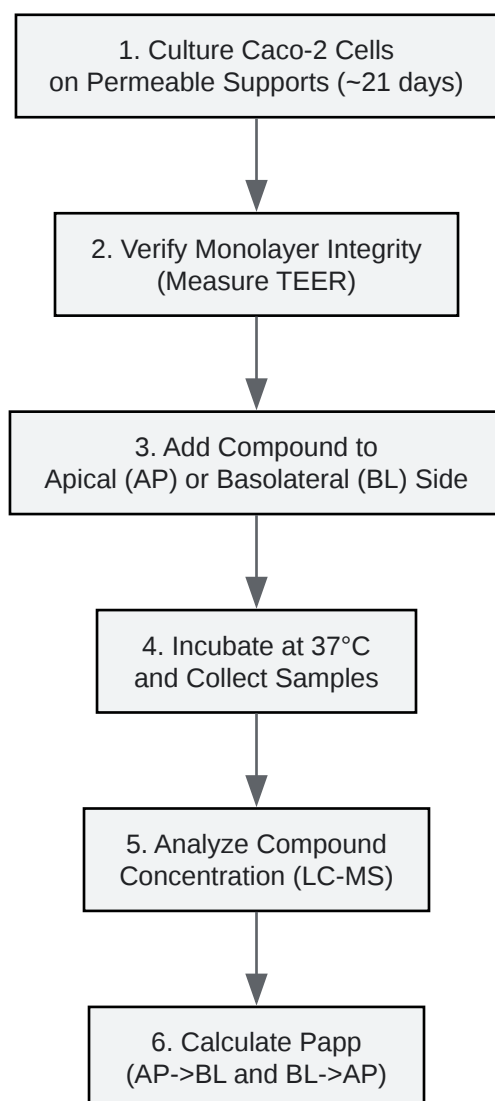 1. Culture Caco-2 Cells
on Permeable Supports (~21 days)
2. Verify Monolayer Integrity
(Measure TEER)
3. Add Compound to
Apical (AP) or Basolateral (BL) Side
4. Incubate at 37°C
and Collect Samples
5. Analyze Compound
Concentration (LC-MS)
6. Calculate Papp
(AP->BL and BL->AP)